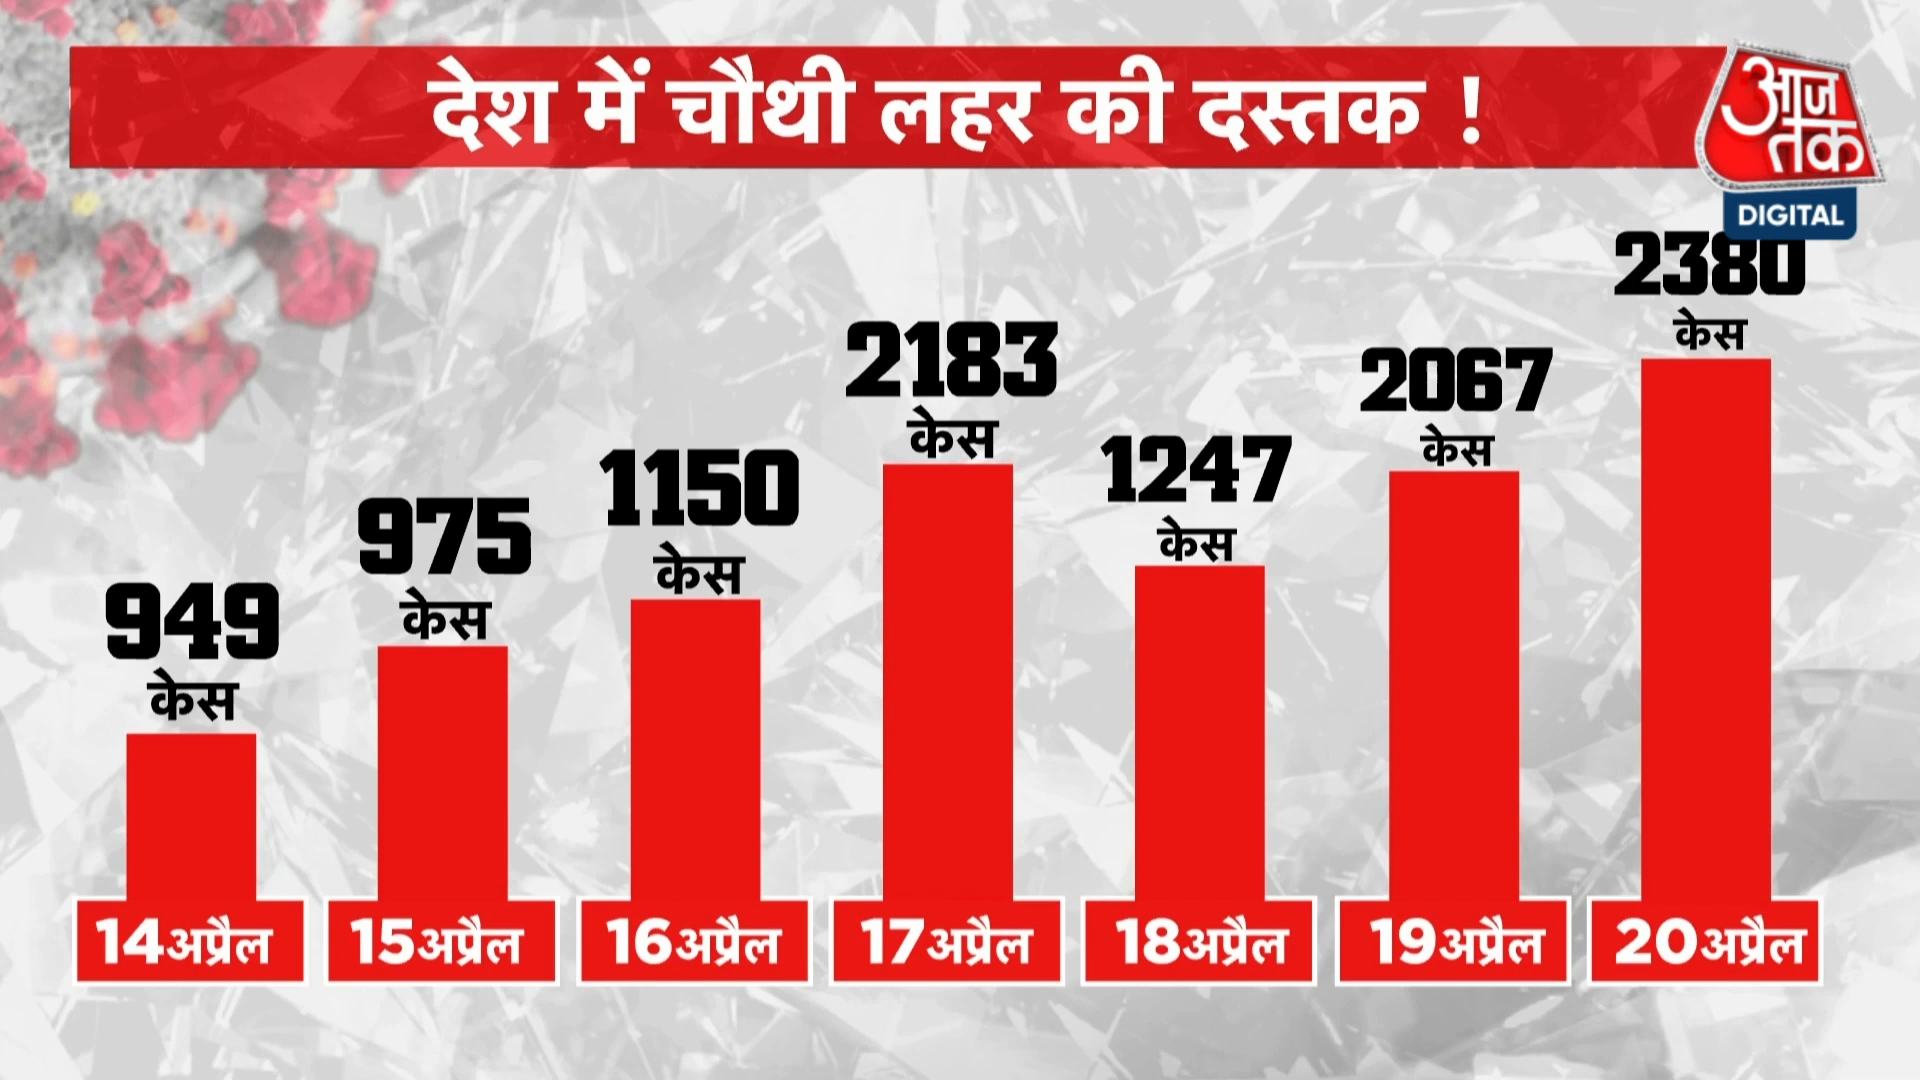 देश में चौथी लहर की दस्तक !
आज
तक
DIGITAL
949
केस
975
केस
1150
केस
2183
केस
1247
केस
2067
केस
2380
केस
14अप्रैल
15अप्रैल
16अप्रैल
17अप्रैल
18अप्रैल
19अप्रैल
20अप्रैल